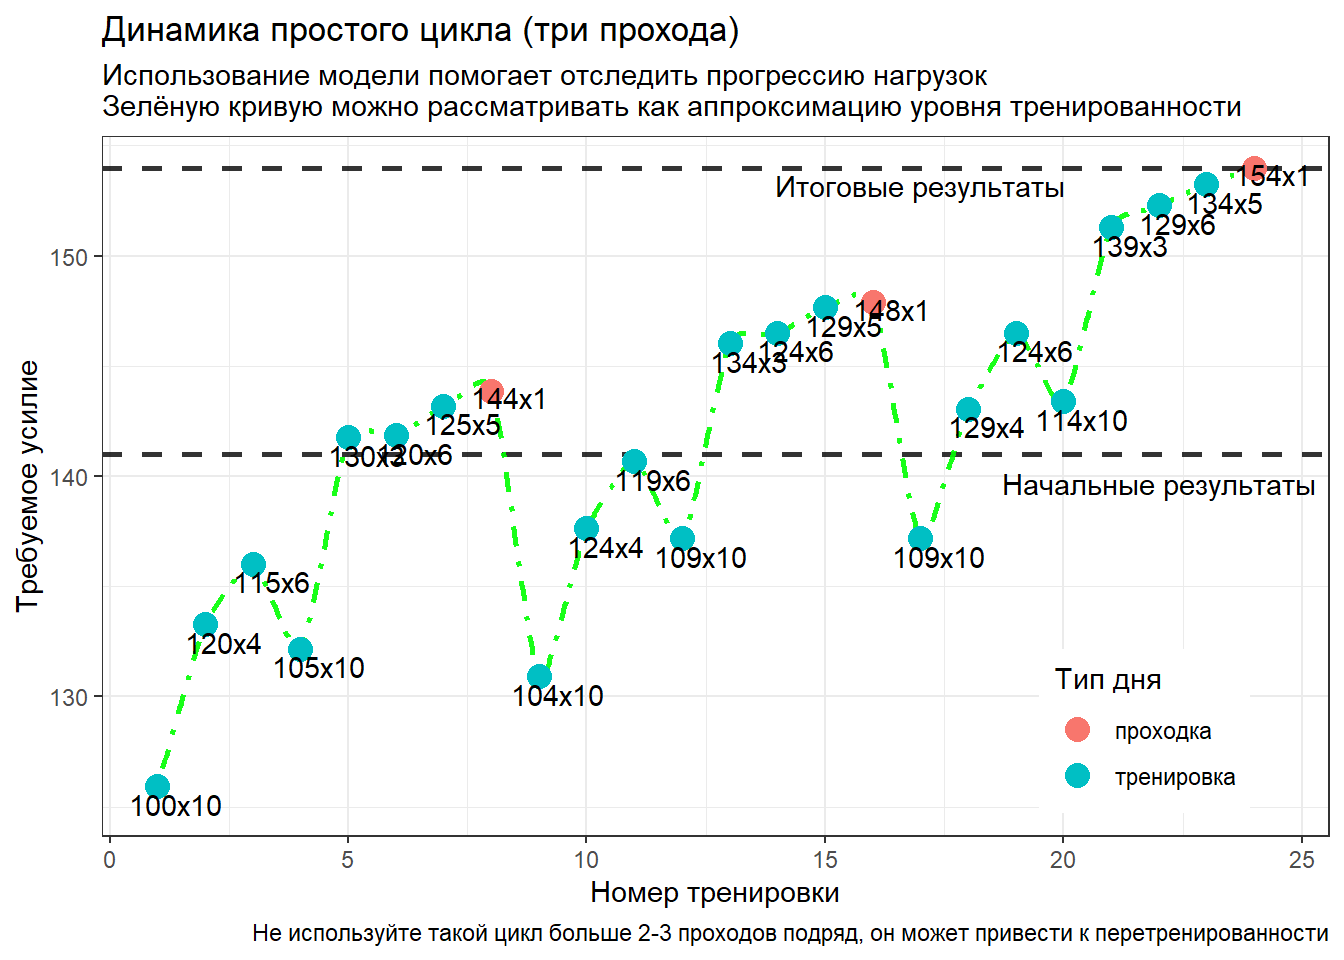 Динамика простого цикла (три прохода)
Использование модели помогает отследить прогрессию нагрузок
Зелёную кривую можно рассматривать как аппроксимацию уровня тренированности
Требуемое усилие
150
140
130
Итоговые результаты
Начальные результаты
100x10
120x4
115x6
105x10
130x3
120x6
125x5
144x1
104x10
124x4
119x6
109x10
134x3
124x6
129x5
148x1
109x10
129x4
124x6
114x10
139x3
129x6
134x5
154x1
Тип дня
проходка
тренировка
0 5 10 15 20 25
Номер тренировки
Не используйте такой цикл больше 2-3 проходов подряд, он может привести к перетренированности